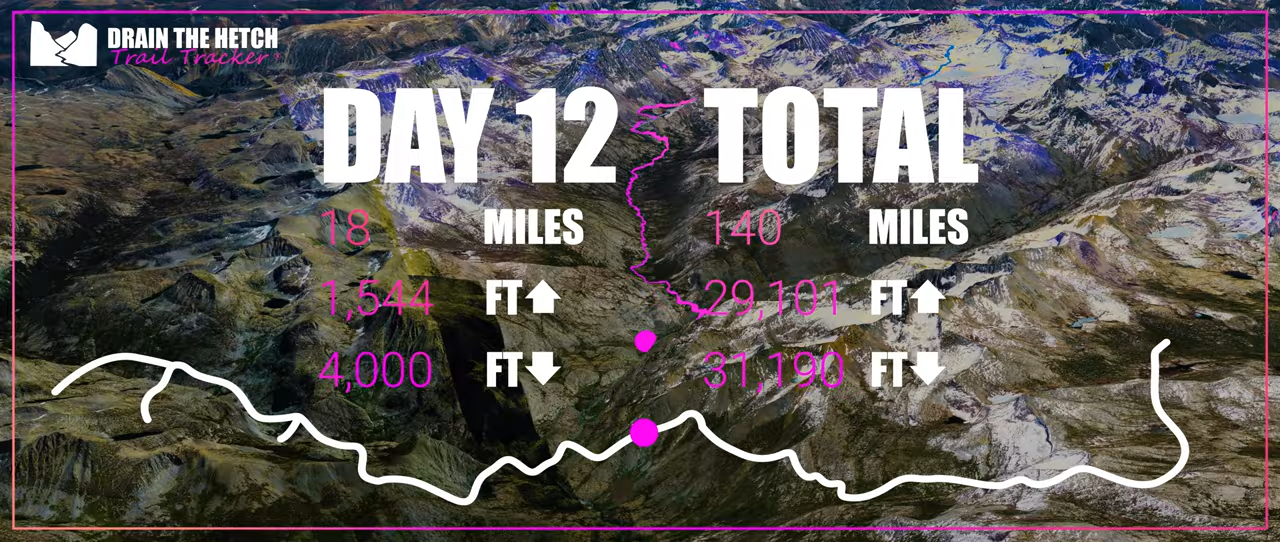 DRAIN THE HETCH
Trail Tracker
DAY 12
18 MILES
1,544 FT
4,000 FT
TOTAL
140 MILES
29,101 FT
31,190 FT